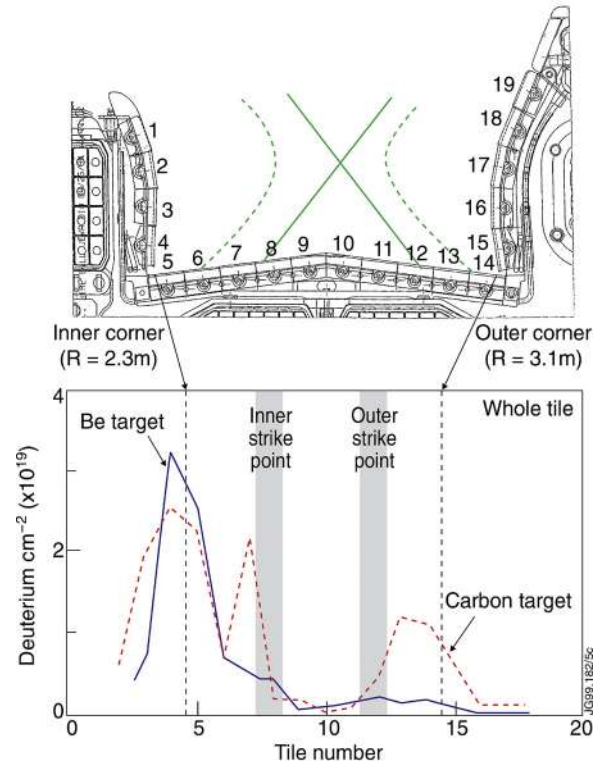 1
2
3
4
5
6
7
8
9
10
11
12
13
14
15
16
17
18
19
Inner corner
(R = 2.3m)
Outer corner
(R = 3.1m)
Whole tile
Be target
Inner
strike
point
Outer
strike
point
Carbon target
Deuterium cm⁻² (x10¹⁹)
4
2
0
0
5
10
15
20
Tile number
JG99.182/5c